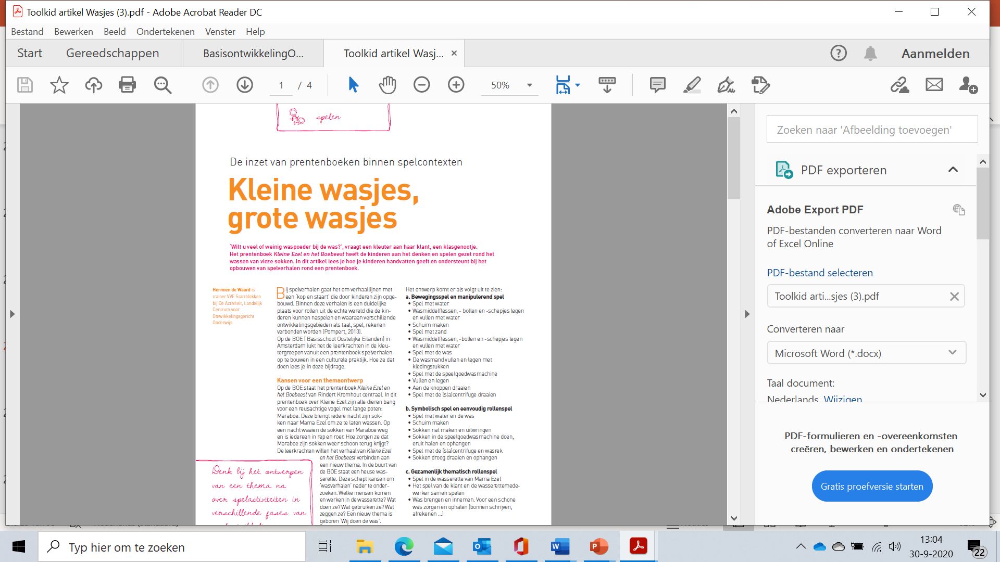 Toolkid artikel Wasjes (3).pdf - Adobe Acrobat Reader DC
Bestand Bewerken Beeld Ondertekenen Venster Help
Start Gereedschappen BasisontwikkelingO... Toolkid artikel Wasj... Aanmelden
1 / 4 50%
spelen
De inzet van prentenboeken binnen spelcontexten
Kleine wasjes,
grote wasjes
'Wilt u veel of weinig waspoeder bij de was?', vraagt een kleuter aan haar klant, een klasgenootje.
Het prentenboek Kleine Ezel en het Boebeest heeft de kinderen aan het denken en spelen gezet rond het
wassen van vieze sokken. In dit artikel lees je hoe je kinderen handvatten geeft en ondersteunt bij het
opbouwen van spelverhalen rond een prentenboek.
Hermien de Waard is
trainer VVE Startblokken
bij De Activiteit, Landelijk
Centrum voor
Ontwikkelingsgericht
Onderwijs
Bij spelverhalen gaat het om verhaallijnen met
een 'kop en staart' die door kinderen zijn opge-
bouwd. Binnen deze verhalen is een duidelijke
plaats voor rollen uit de echte wereld die de kin-
deren kunnen naspelen en waaraan verschillende
ontwikkelingsgebieden als taal, spel, rekenen
verbonden worden (Pompert, 2013).
Op de BOE ( Basisschool Oostelijke Eilanden) in
Amsterdam lukt het de leerkrachten in de kleu-
tergroepen vanuit een prentenboek spelverhalen
op te bouwen in een culturele praktijk. Hoe ze dat
doen lees je in deze bijdrage.
Kansen voor een themaontwerp
Op de BOE staat het prentenboek Kleine Ezel en
het Boebeest van Rindert Kromhout centraal. In dit
prentenboek over Kleine Ezel zijn alle dieren bang
voor een reusachtige vogel met lange poten:
Maraboe. Deze brengt iedere nacht zijn sok-
ken naar Mama Ezel om ze te laten wassen. Op
een nacht waaien de sokken van Maraboe weg
en is iedereen in rep en roer. Hoe zorgen ze dat
Maraboe zijn sokken weer schoon terug krijgt?
De leerkrachten willen het verhaal van Kleine Ezel
en het Boebeest verbinden aan
een nieuw thema. In de buurt van
de BOE staat een heuse was-
serette. Deze schept kansen om
'wasverhalen' nader te onder-
zoeken. Welke mensen komen
en werken in de wasserette? Wat
doen ze? Wat gebruiken ze? Wat
zeggen ze? Een nieuw thema is
geboren 'Wij doen de was'.
Denk bij het ontwerpen
van een thema na
over spelactiviteiten in
verschillende fases van
Het ontwerp komt er als volgt uit te zien:
a. Bewegingsspel en manipulerend spel
• Spel met water
• Wasmiddelflessen, - bollen en -schepjes legen
en vullen met water
• Schuim maken
• Spel met zand
• Wasmiddelflessen, -bollen en -schepjes legen
en vullen met water
• Spel met de was
• De wasmand vullen en legen met
kledingstukken
• Spel met de speelgoedwasmachine
• Vullen en legen
• Aan de knoppen draaien
• Spel met de (sla)centrifuge draaien
b. Symbolisch spel en eenvoudig rollenspel
• Spel met water en de was
• Schuim maken
• Sokken nat maken en uitwringen
• Sokken in de speelgoedwasmachine doen,
eruit halen en ophangen
• Spel met de (sla)centrifuge en wasrek
• Sokken droog draaien en ophangen
c. Gezamenlijk thematisch rollenspel
• Spel in de wasserette van Mama Ezel
• Het spel van de klant en de wasserettemede-
werker samen spelen
• Was brengen en innemen. Voor een schone
was zorgen en ophalen (bonnen schrijven,
afrekenen ...)
Zoeken naar 'Afbeelding toevoegen'
PDF exporteren
Adobe Export PDF
PDF-bestanden converteren naar Word
of Excel Online
PDF-bestand selecteren
Toolkid arti...sjes (3).pdf
Converteren naar
Microsoft Word (*.docx)
Taal document:
Nederlands Wijzigen
PDF-formulieren en -overeenkomsten
creëren, bewerken en ondertekenen
Gratis proefversie starten
Typ hier om te zoeken
13:04
30-9-2020
22